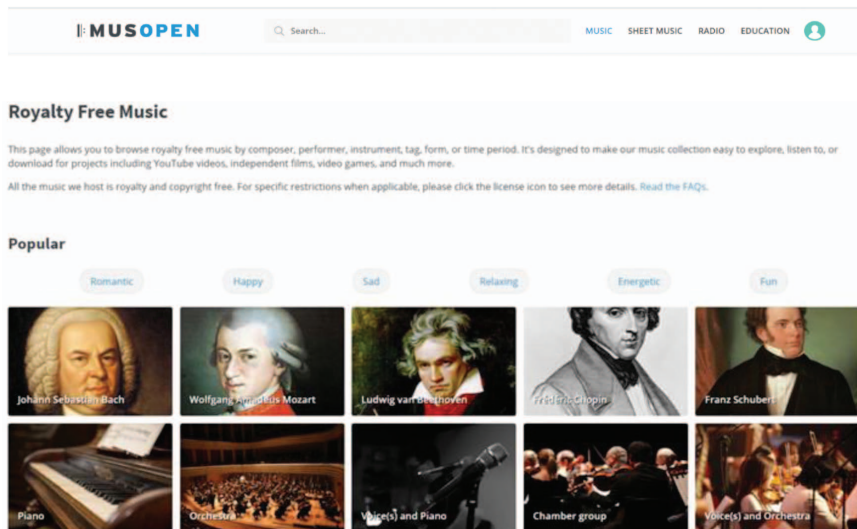 MUSOPEN
Search...
MUSIC SHEET MUSIC RADIO EDUCATION
Royalty Free Music
This page allows you to browse royalty free music by composer, performer, instrument, tag, form, or time period. It's designed to make our music collection easy to explore, listen to, or
download for projects including YouTube videos, independent films, video games, and much more.
All the music we host is royalty and copyright free. For specific restrictions when applicable, please click the license icon to see more details. Read the FAQs.
Popular
Romantic Happy Sad Relaxing Energetic Fun
Johann Sebastian Bach Wolfgang Amadeus Mozart Ludwig van Beethoven Frédéric Chopin Franz Schubert
Piano Orchestra Voice(s) and Piano Chamber group Voice(s) and Orchestra